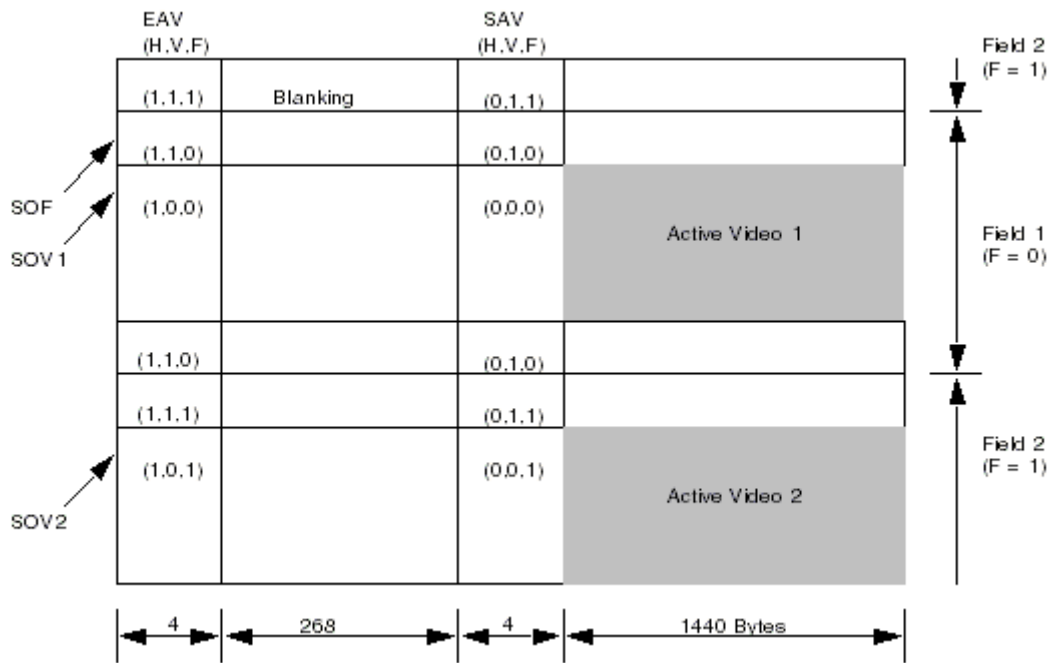 EAV
(H.V.F)
SAV
(H.V.F)
Field 2
(F = 1)
(1.1.1)
Blanking
(0.1.1)
(1.1.0)
(0.1.0)
SOF
(1.0.0)
(0.0.0)
Active Video 1
Field 1
(F = 0)
SOV1
(1.1.0)
(0.1.0)
(1.1.1)
(0.1.1)
Field 2
(F = 1)
(1.0.1)
(0.0.1)
Active Video 2
SOV2
4
268
4
1440 Bytes